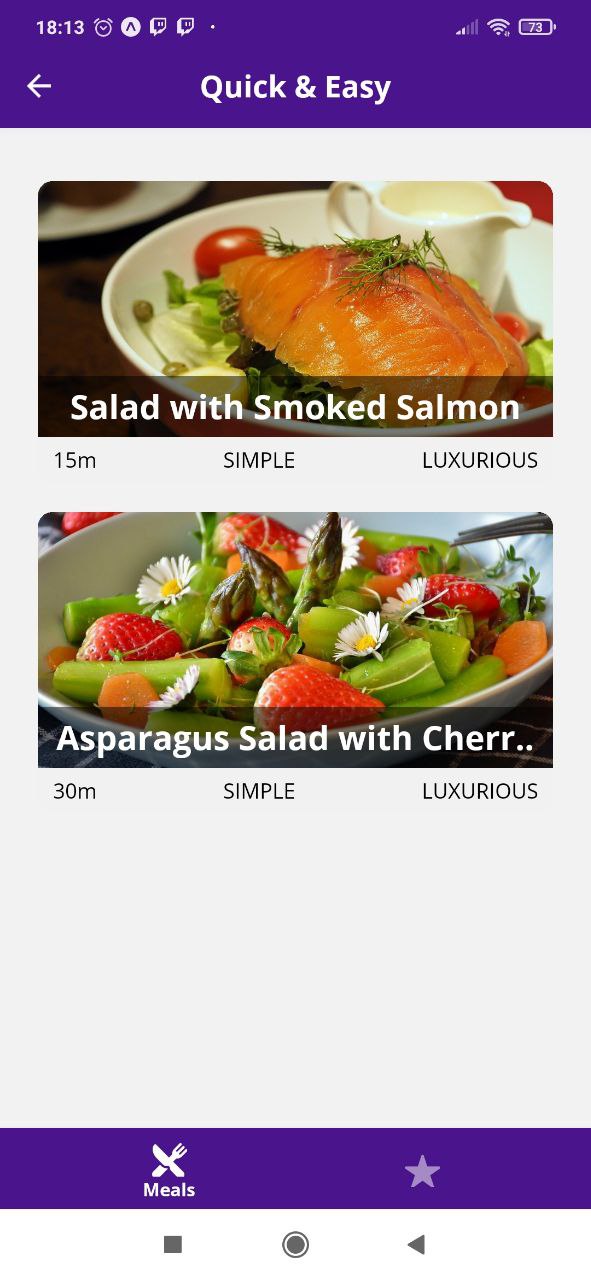 18:13
73
Quick & Easy
Salad with Smoked Salmon
15m SIMPLE LUXURIOUS
Asparagus Salad with Cherr..
30m SIMPLE LUXURIOUS
Meals